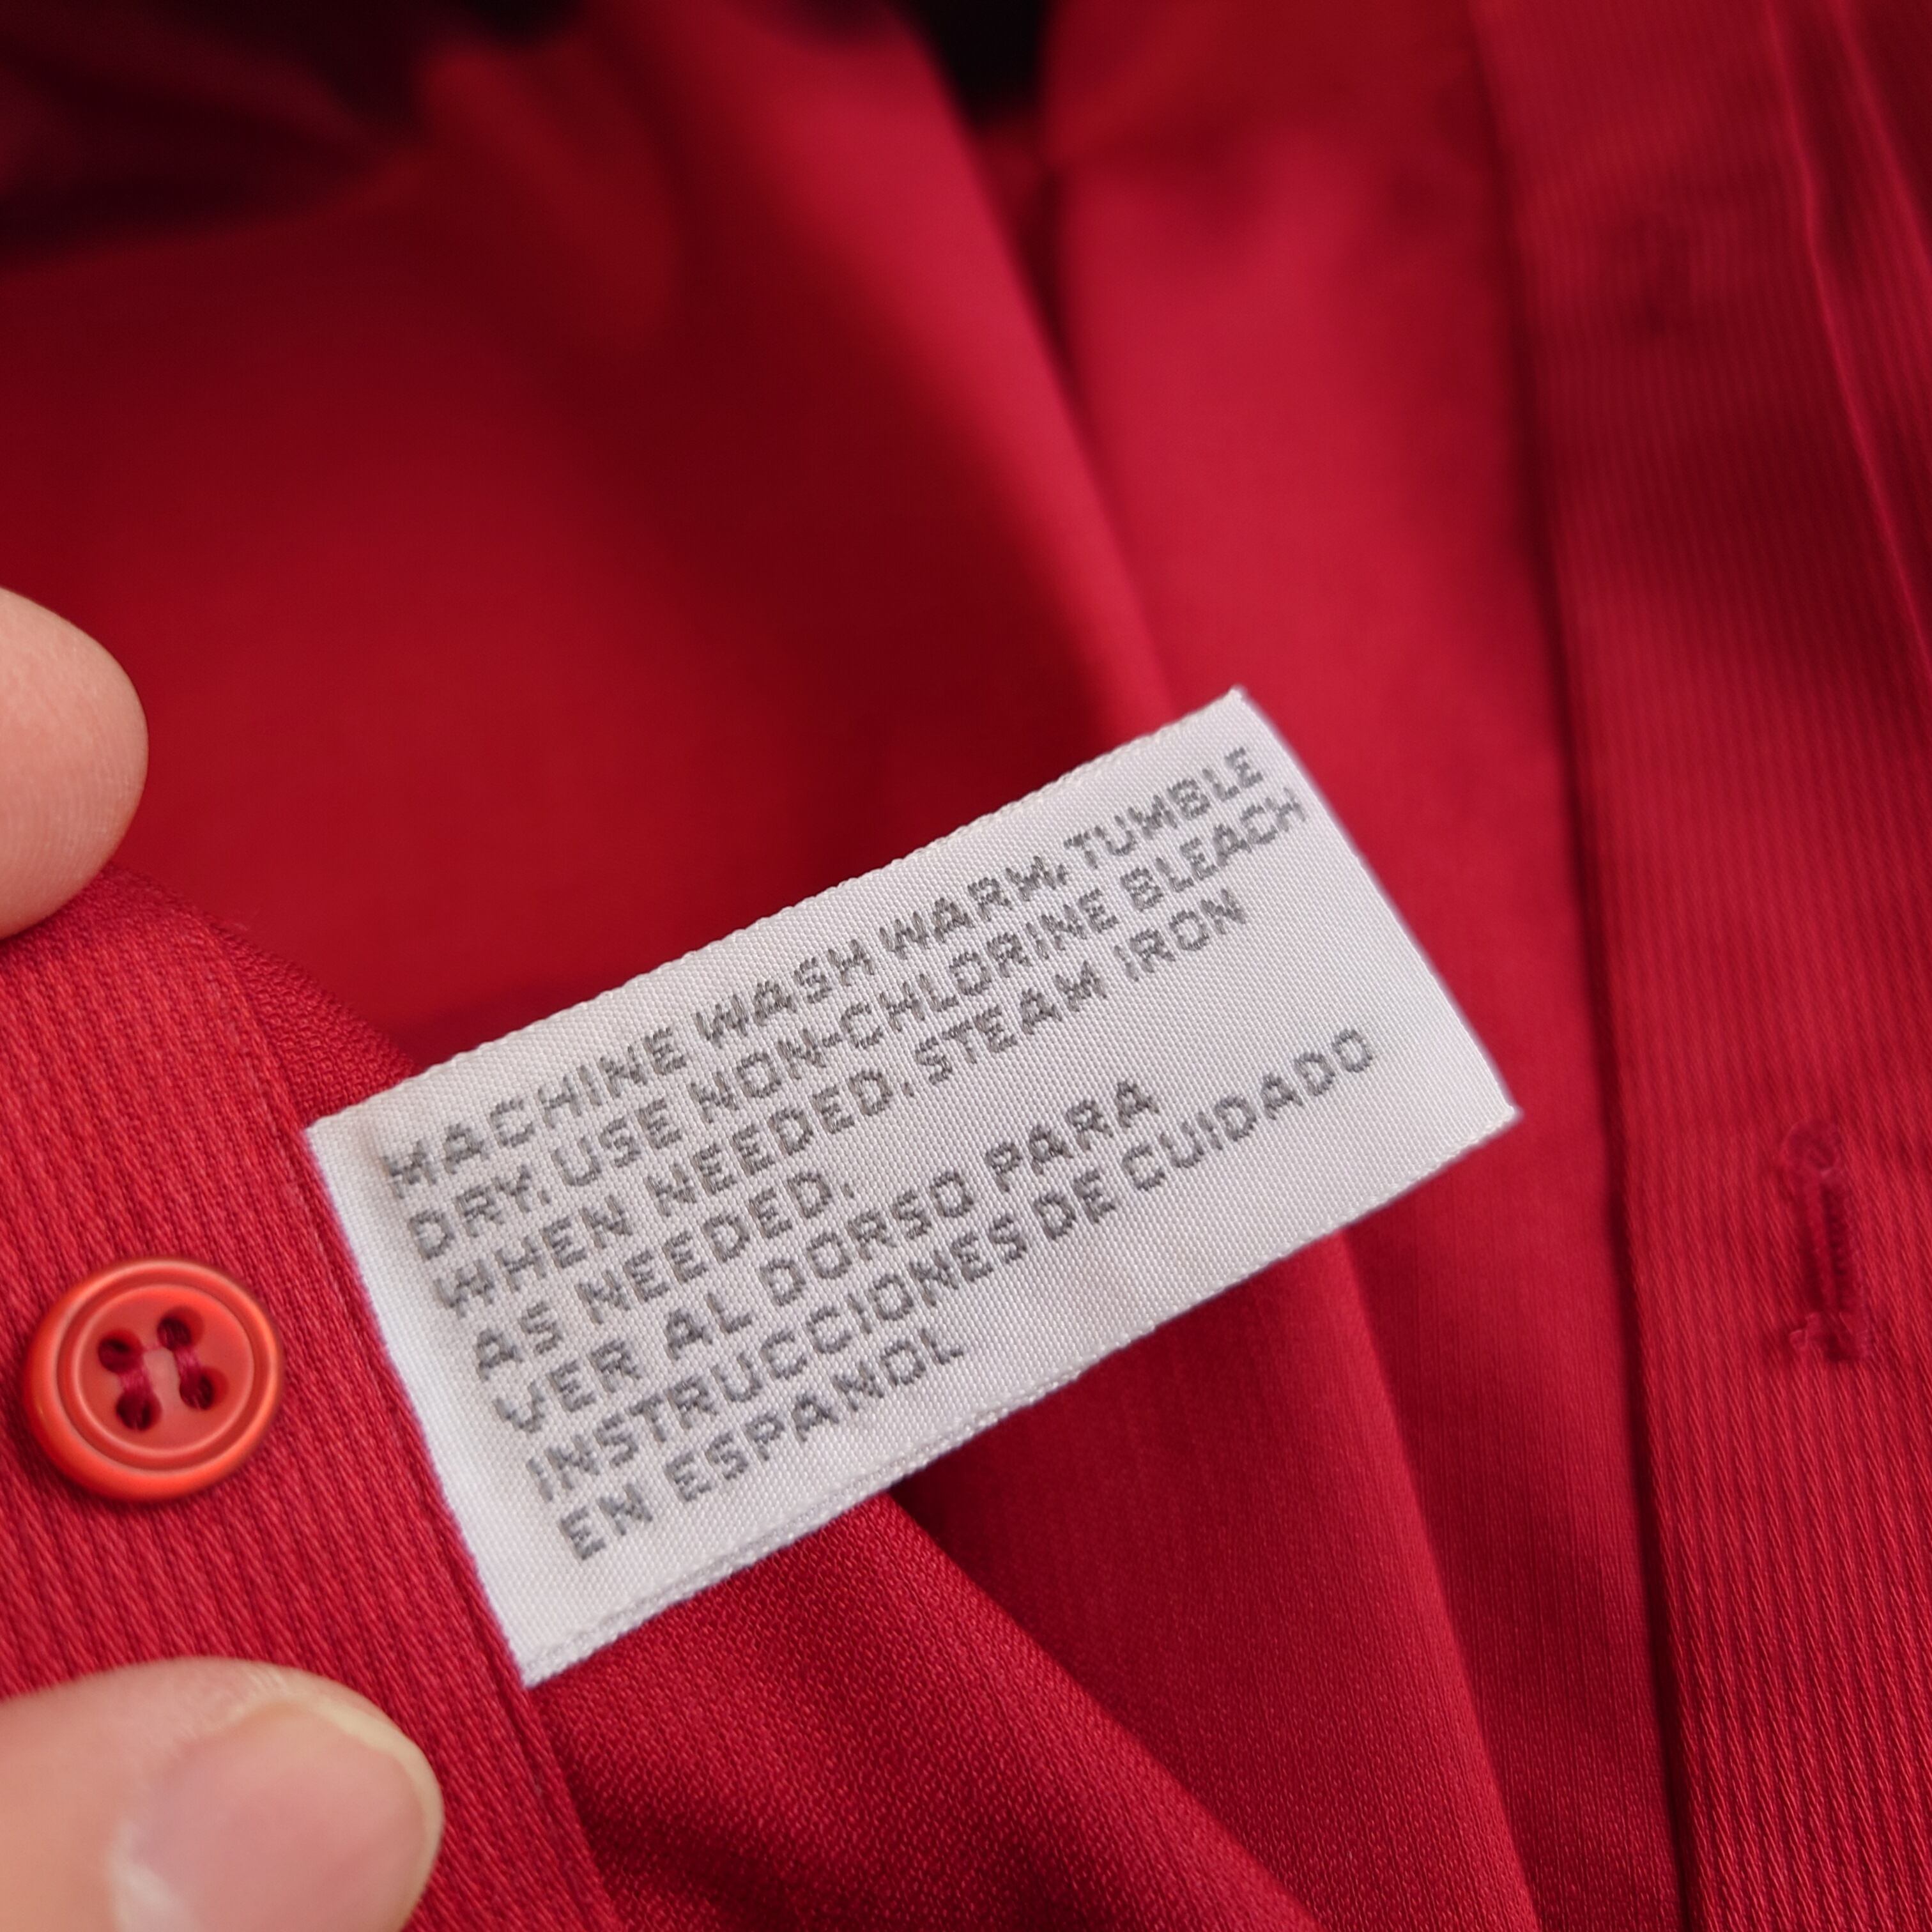 MACHINE WASH WARM, TUMBLE
DRY, USE NON-CHLORINE BLEACH
WHEN NEEDED, STEAM IRON
AS NEEDED.
VER AL DORSO PARA
INSTRUCCIONES DE CUIDADO
EN ESPANOL